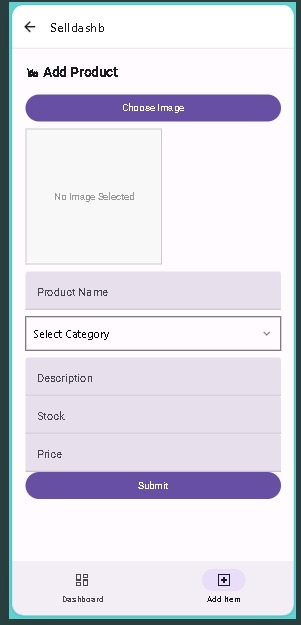 Selldashb
Add Product
Choose Image
No Image Selected
Product Name
Select Category
Description
Stock
Price
Submit
Dashboard
Add Item